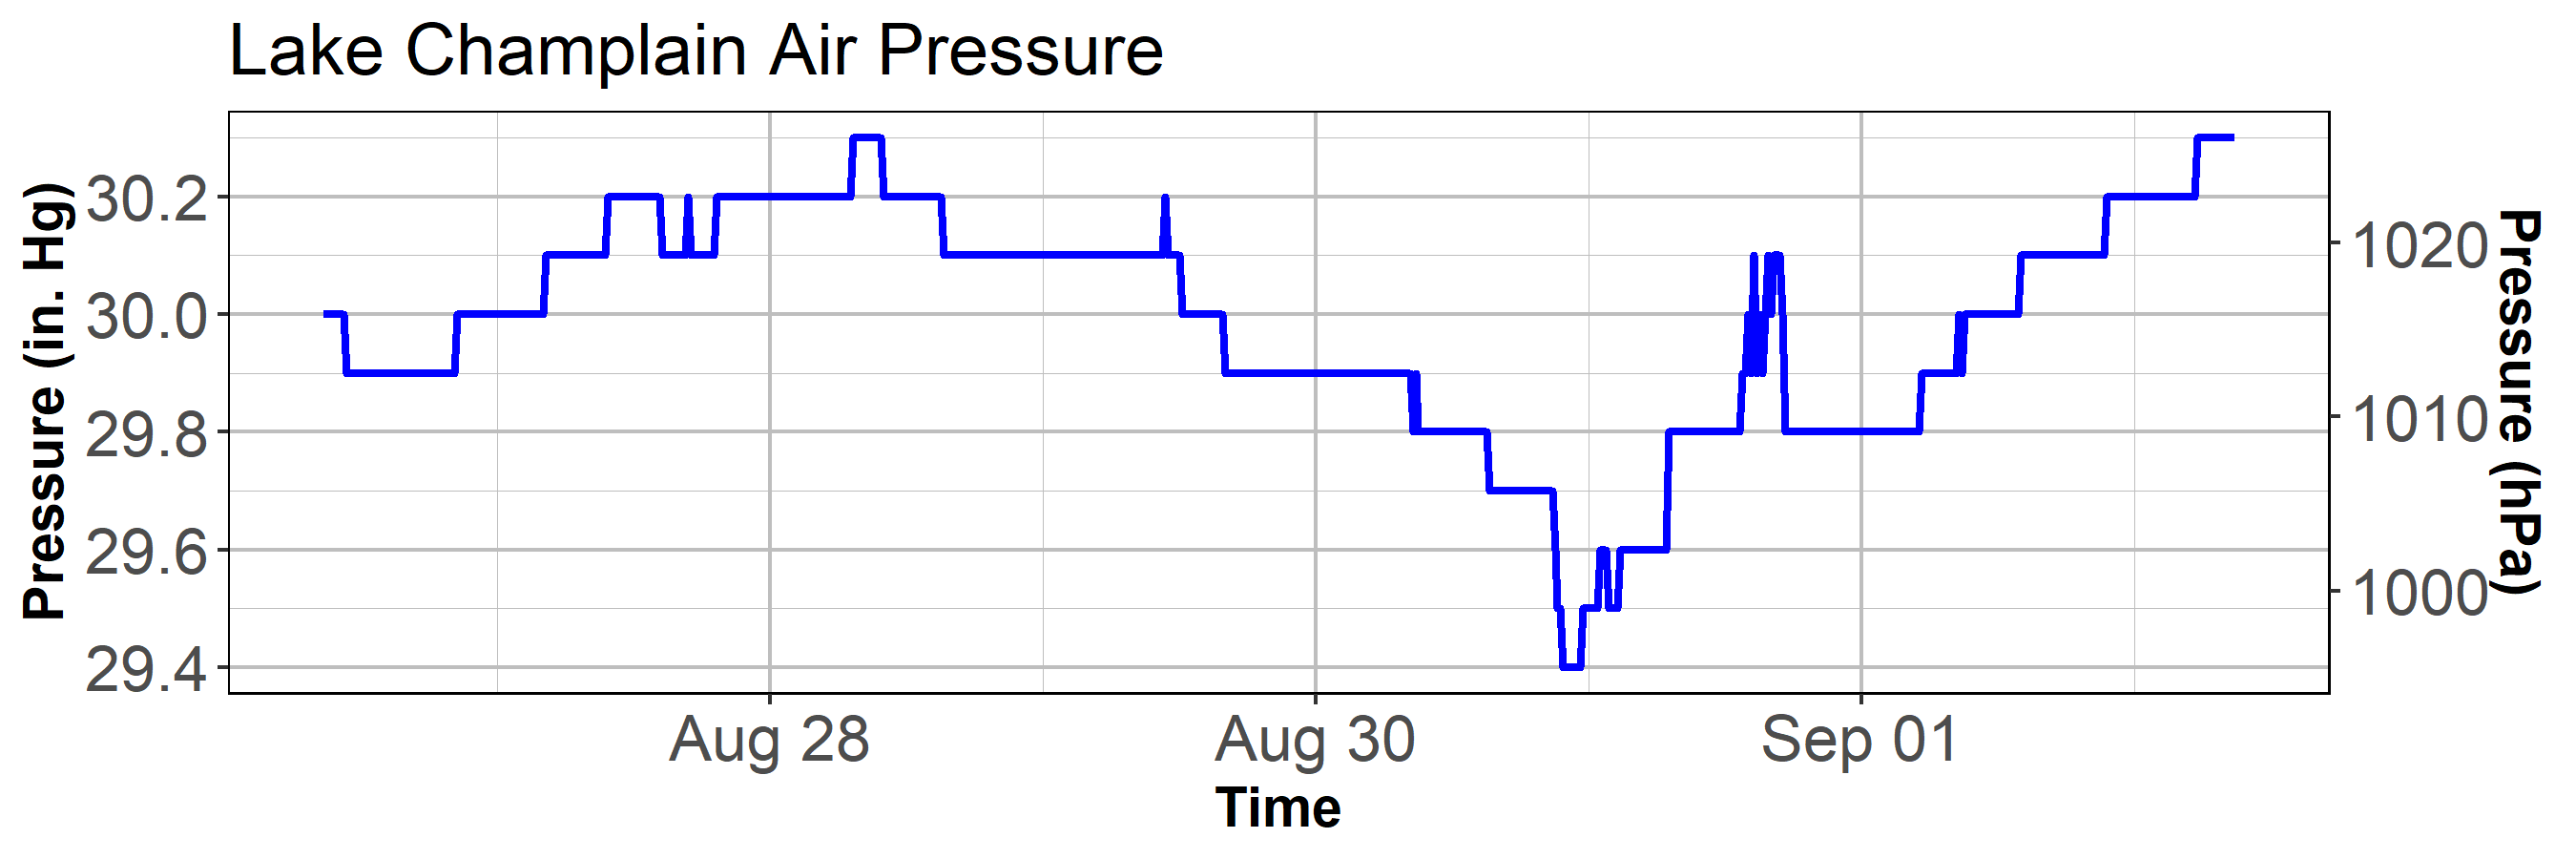 Lake Champlain Air Pressure
Pressure (in. Hg)
30.2
30.0
29.8
29.6
29.4
1020
1010
1000
Pressure (hPa)
Aug 28
Aug 30
Sep 01
Time